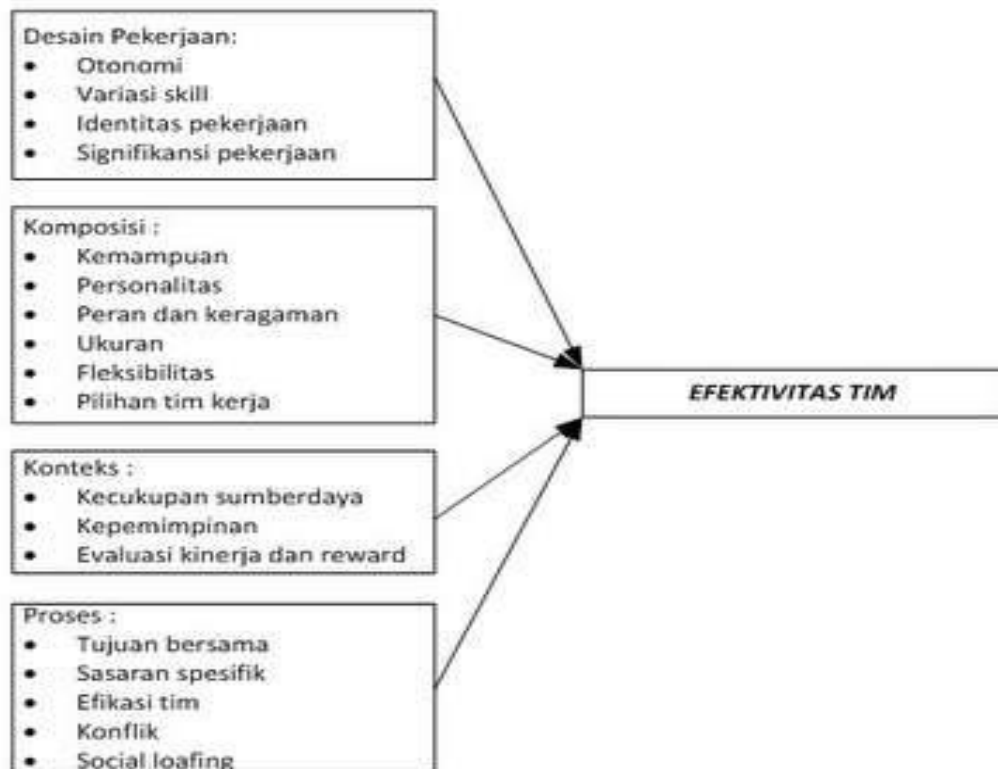 Desain Pekerjaan:
• Otonomi
• Variasi skill
• Identitas pekerjaan
• Signifikansi pekerjaan
Komposisi :
• Kemampuan
• Personalitas
• Peran dan keragaman
• Ukuran
• Fleksibilitas
• Pilihan tim kerja
Konteks :
• Kecukupan sumberdaya
• Kepemimpinan
• Evaluasi kinerja dan reward
Proses :
• Tujuan bersama
• Sasaran spesifik
• Efikasi tim
• Konflik
• Social loafing
EFEKTIVITAS TIM